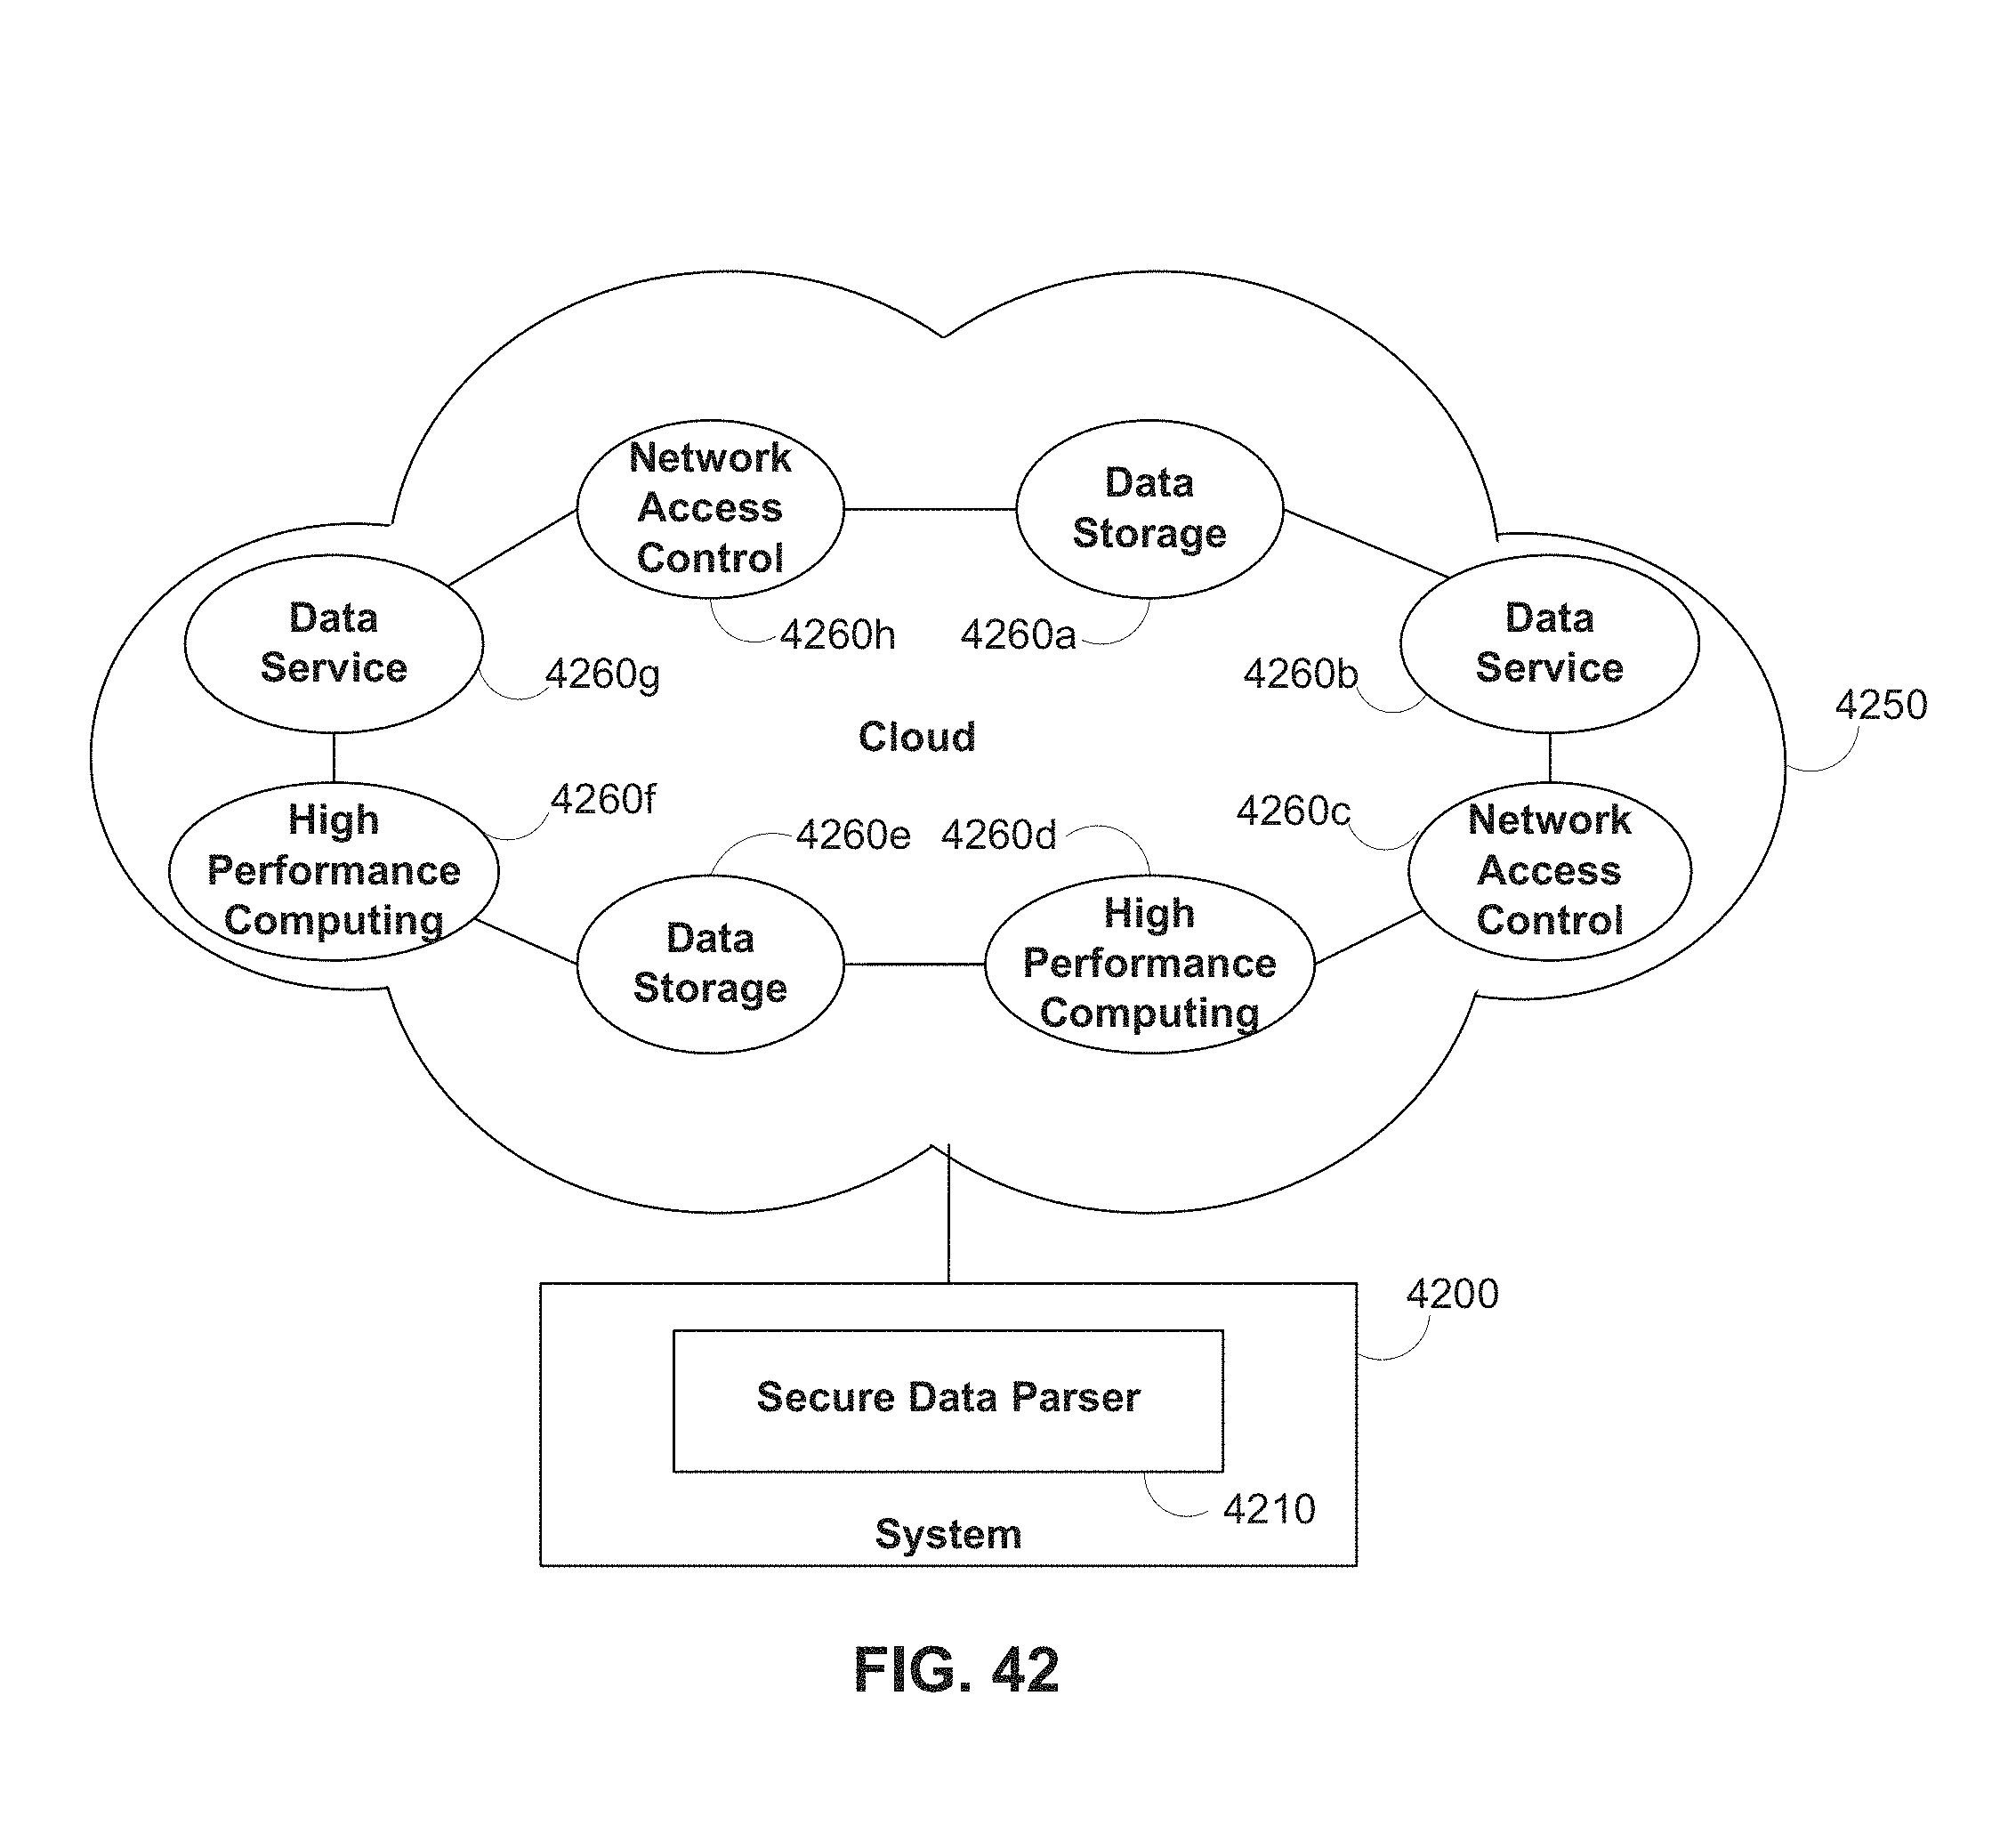 Network
Access
Control
4260h
Data
Storage
4260a
Data
Service
4260g
Data
Service
4260b
Cloud
4250
High
Performance
Computing
4260f
Data
Storage
4260e
High
Performance
Computing
4260d
Network
Access
Control
4260c
4200
Secure Data Parser
4210
System
FIG. 42